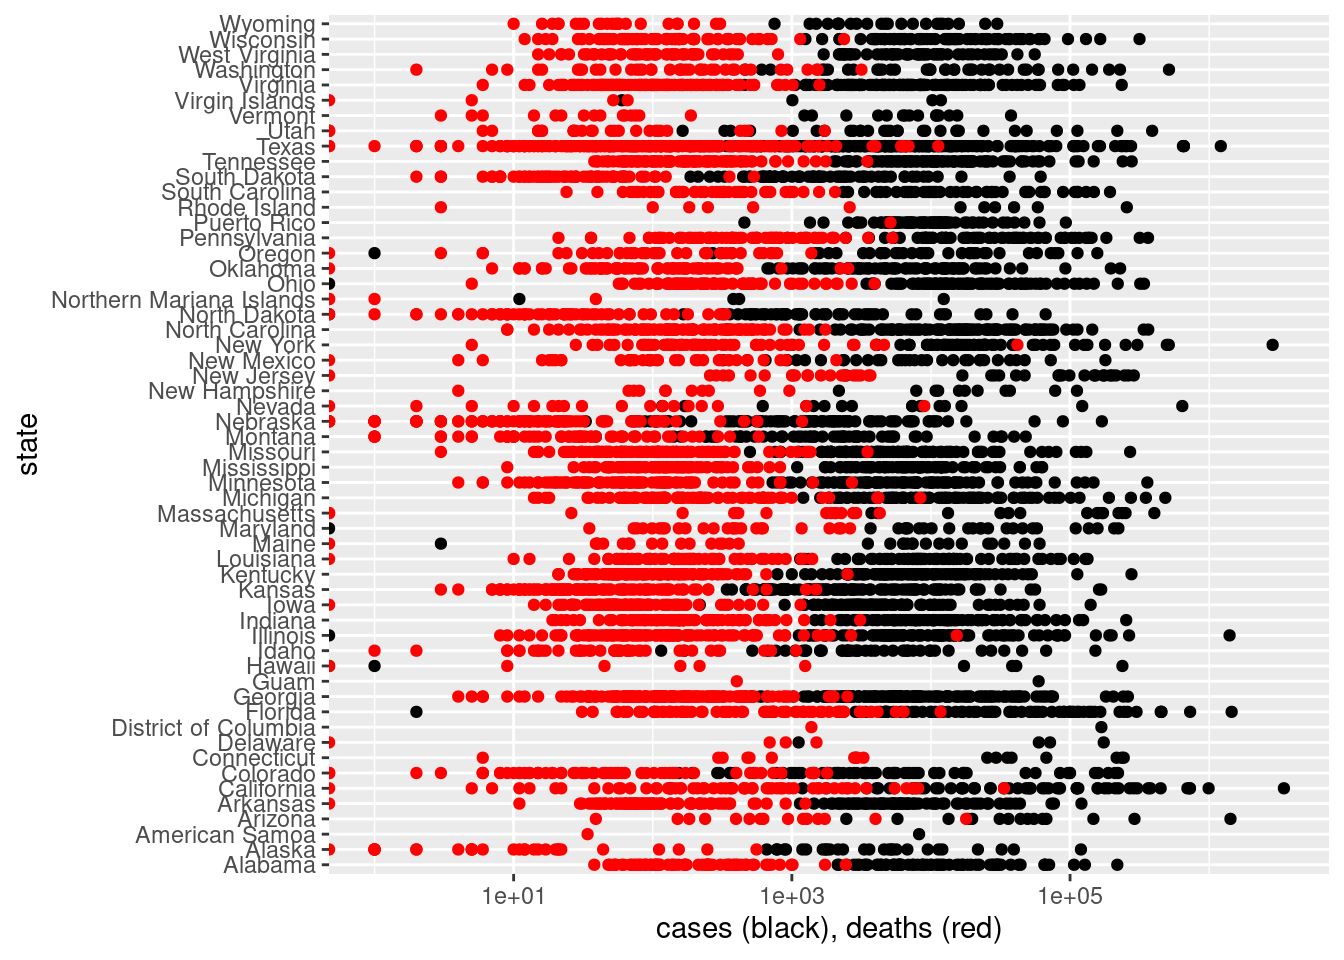 Wyoming
Wisconsin
West Virginia
Washington
Virginia
Virgin Islands
Vermont
Utah
Texas
Tennessee
South Dakota
South Carolina
Rhode Island
Puerto Rico
Pennsylvania
Oregon
Oklahoma
Ohio
Northern Mariana Islands
North Dakota
North Carolina
New York
New Mexico
New Jersey
New Hampshire
Nevada
Nebraska
Montana
Missouri
Mississippi
Minnesota
Michigan
Massachusetts
Maryland
Maine
Louisiana
Kentucky
Kansas
Iowa
Indiana
Illinois
Idaho
Hawaii
Guam
Georgia
Florida
District of Columbia
Delaware
Connecticut
Colorado
California
Arkansas
Arizona
American Samoa
Alaska
Alabama
state
1e+01 1e+03 1e+05
cases (black), deaths (red)